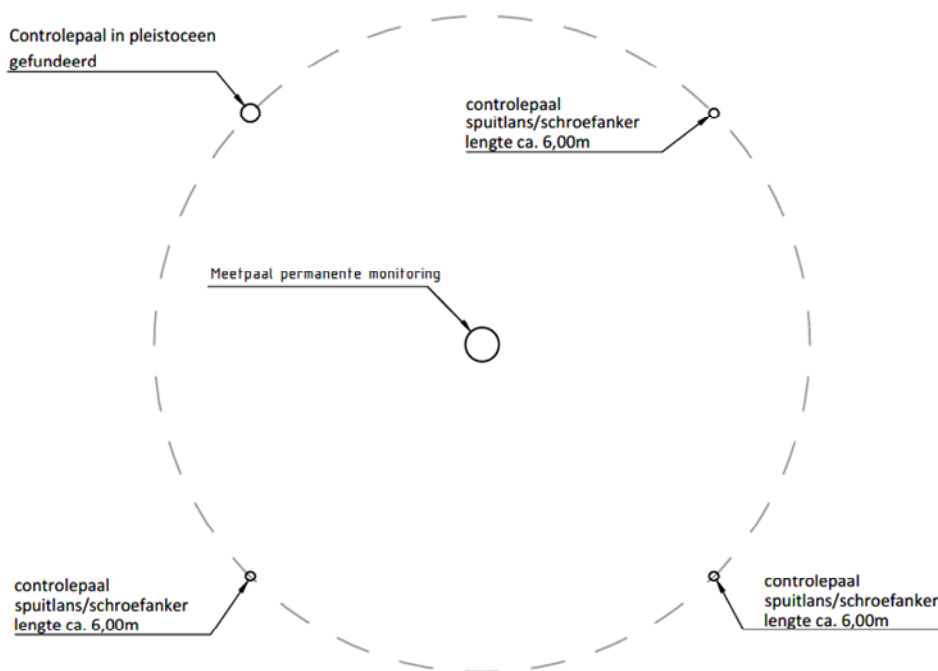 Controlepaal in pleistoceen
gefundeerd
controlepaal
spuitlans/schroefanker
lengte ca. 6,00m
Meetpaal permanente monitoring
controlepaal
spuitlans/schroefanker
lengte ca. 6,00m
controlepaal
spuitlans/schroefanker
lengte ca. 6,00m